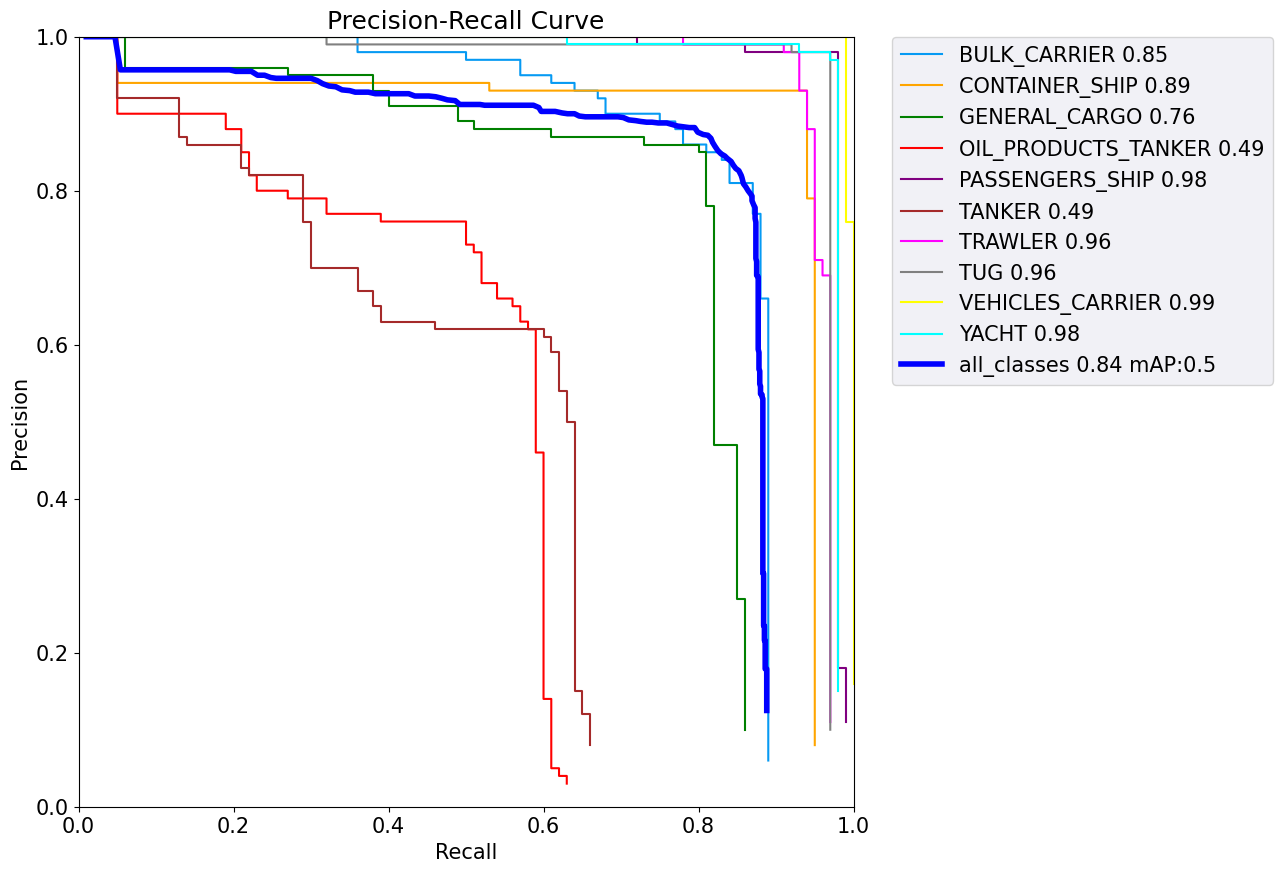 Precision-Recall Curve
1.0
0.8
0.6
0.4
0.2
0.0
Precision
0.0 0.2 0.4 0.6 0.8 1.0
Recall
BULK_CARRIER 0.85
CONTAINER_SHIP 0.89
GENERAL_CARGO 0.76
OIL_PRODUCTS_TANKER 0.49
PASSENGERS_SHIP 0.98
TANKER 0.49
TRAWLER 0.96
TUG 0.96
VEHICLES_CARRIER 0.99
YACHT 0.98
all_classes 0.84 mAP:0.5